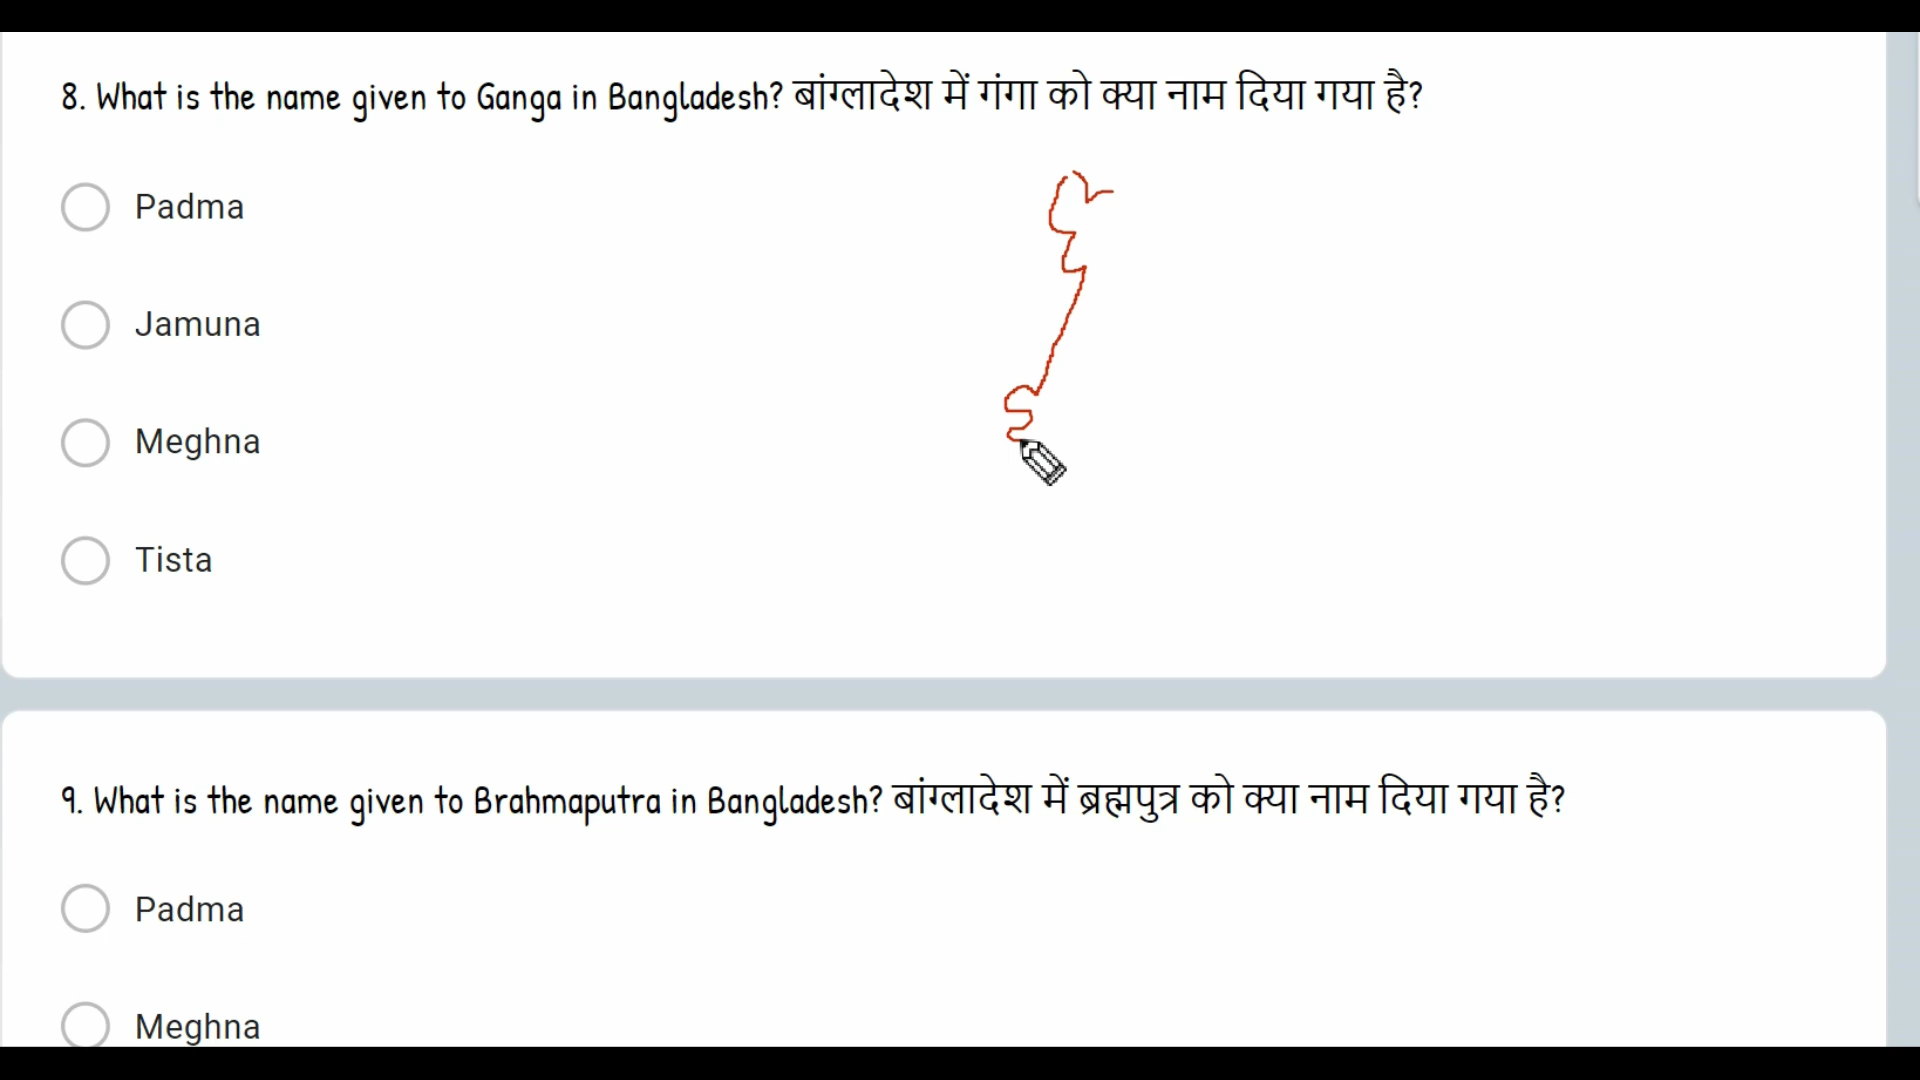 8. What is the name given to Ganga in Bangladesh? बांग्लादेश में गंगा को क्या नाम दिया गया है?
Padma
Jamuna
Meghna
Tista
9. What is the name given to Brahmaputra in Bangladesh? बांग्लादेश में ब्रह्मपुत्र को क्या नाम दिया गया है?
Padma
Meghna